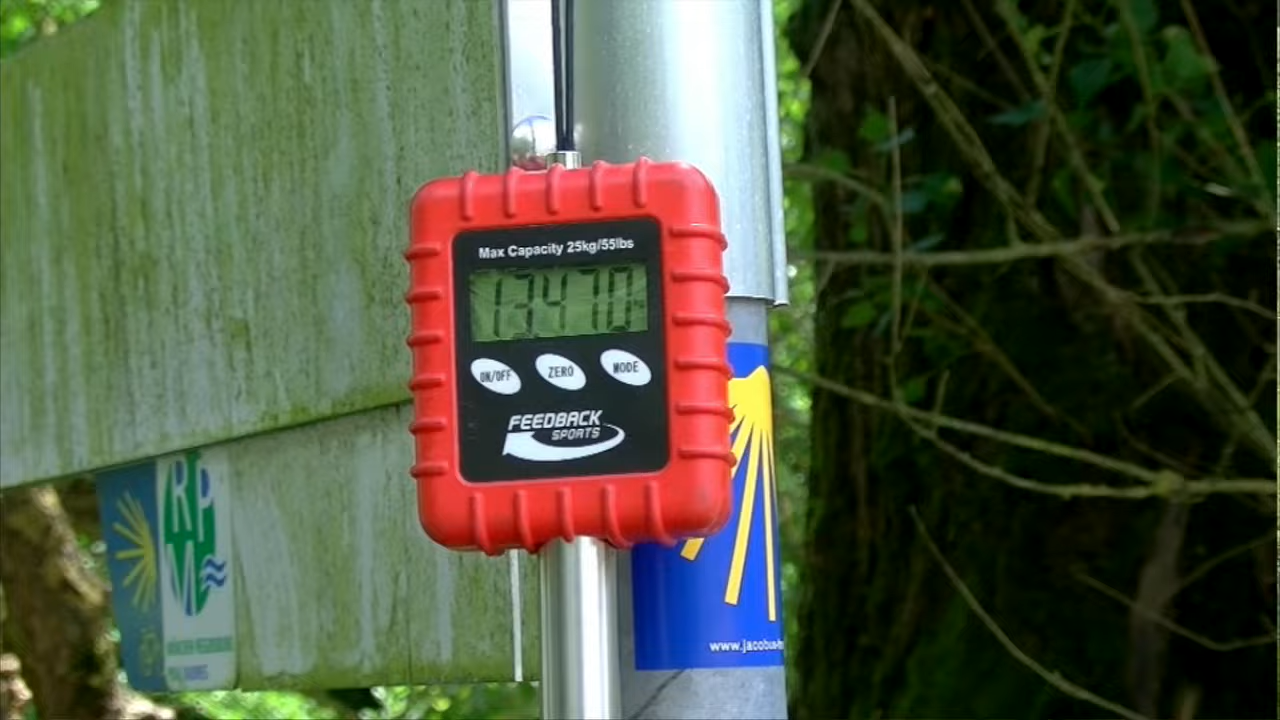 Max Capacity 25kg/55lbs
13.470
ON/OFF ZERO MODE
FEEDBACK
SPORTS
RP
www.jacobus-